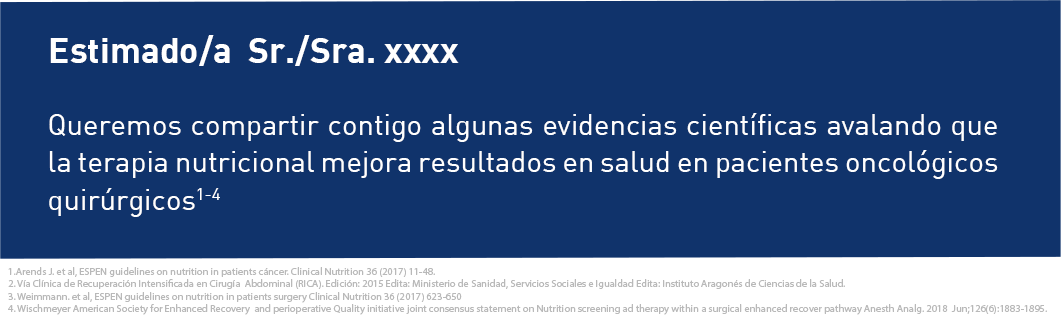 Estimado/a Sr./Sra. xxxx
Queremos compartir contigo algunas evidencias científicas avalando que
la terapia nutricional mejora resultados en salud en pacientes oncológicos
quirúrgicos1-4
1.Arends J. et al, ESPEN guidelines on nutrition in patients cáncer. Clinical Nutrition 36 (2017) 11-48.
2. Vía Clínica de Recuperación Intensificada en Cirugía Abdominal (RICA). Edición: 2015 Edita: Ministerio de Sanidad, Servicios Sociales e Igualdad Edita: Instituto Aragonés de Ciencias de la Salud.
3. Weimmann. et al, ESPEN guidelines on nutrition in patients surgery Clinical Nutrition 36 (2017) 623-650
4. Wischmeyer American Society for Enhanced Recovery and perioperative Quality initiative joint consensus statement on Nutrition screening ad therapy within a surgical enhanced recover pathway Anesth Analg. 2018 Jun;126(6):1883-1895.